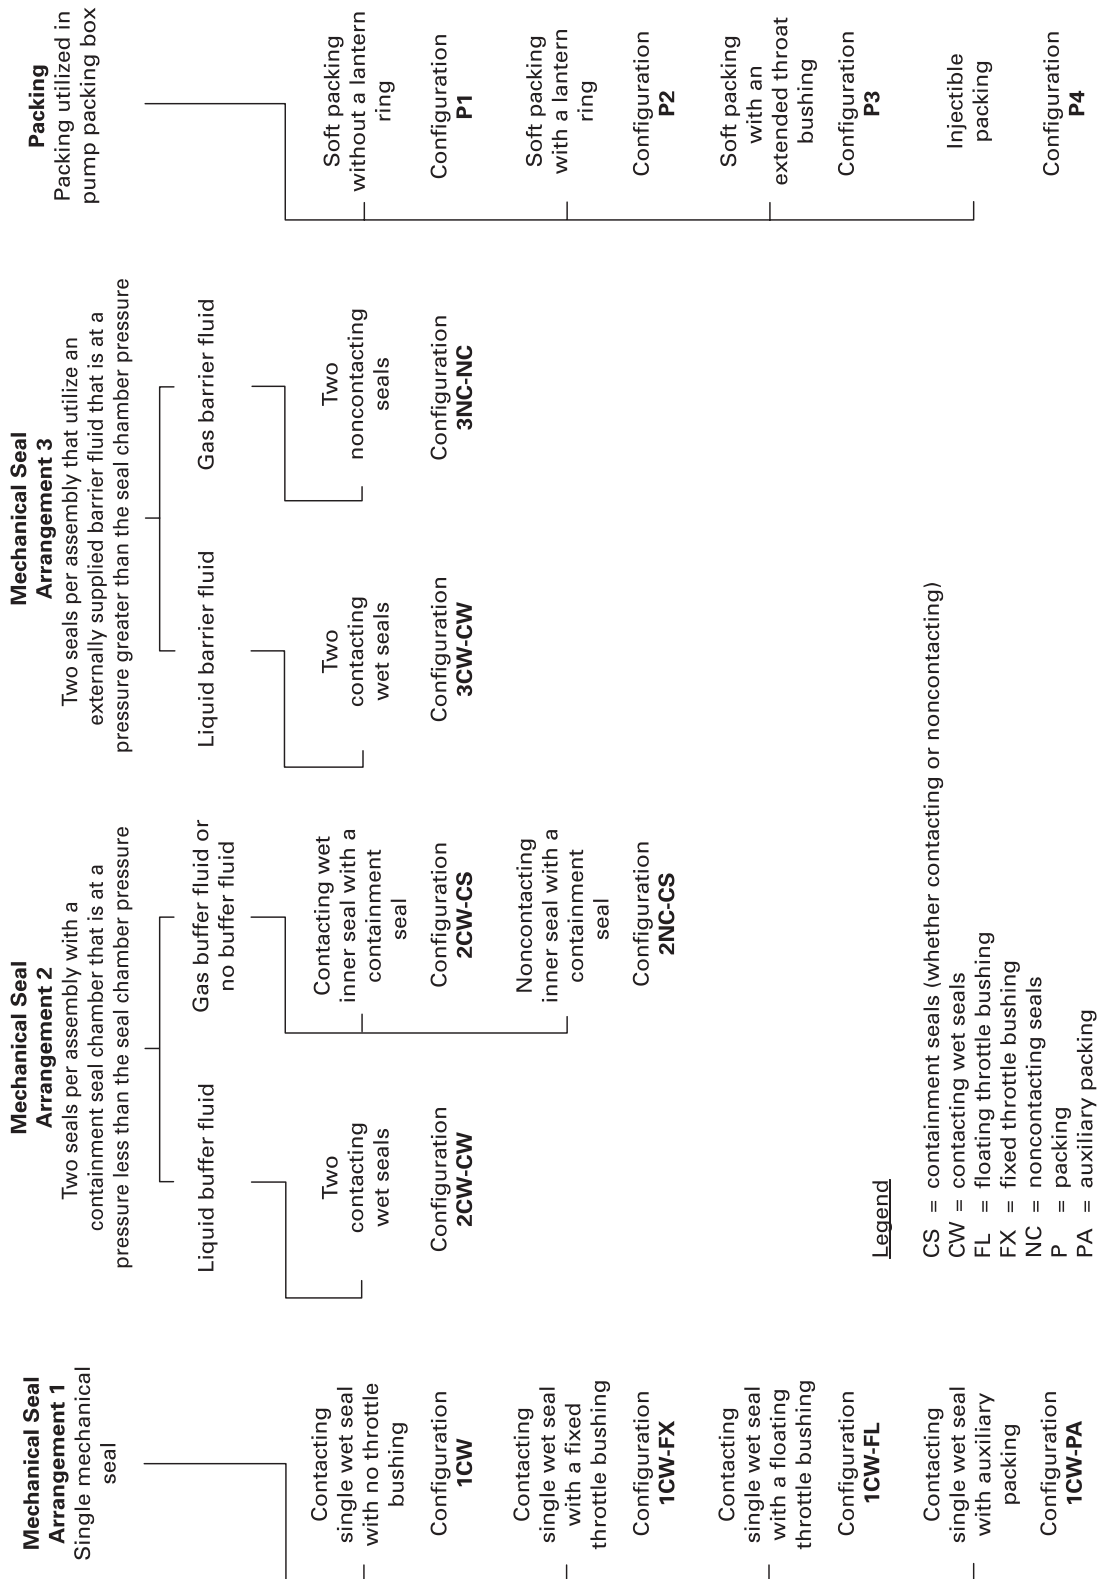 Mechanical Seal
Arrangement 1
Single mechanical
seal
Contacting
single wet seal
with no throttle
bushing
Configuration
1CW
Contacting
single wet seal
with a fixed
throttle bushing
Configuration
1CW-FX
Contacting
single wet seal
with a floating
throttle bushing
Configuration
1CW-FL
Contacting
single wet seal
with auxiliary
packing
Configuration
1CW-PA
Mechanical Seal
Arrangement 2
Two seals per assembly with a
containment seal chamber that is at a
pressure less than the seal chamber pressure
Liquid buffer fluid
Two
contacting
wet seals
Configuration
2CW-CW
Gas buffer fluid or
no buffer fluid
Contacting wet
inner seal with a
containment
seal
Configuration
2CW-CS
Noncontacting
inner seal with a
containment
seal
Configuration
2NC-CS
Mechanical Seal
Arrangement 3
Two seals per assembly that utilize an
externally supplied barrier fluid that is at a
pressure greater than the seal chamber pressure
Liquid barrier fluid
Two
contacting
wet seals
Configuration
3CW-CW
Gas barrier fluid
Two
noncontacting
seals
Configuration
3NC-NC
Packing
Packing utilized in
pump packing box
Soft packing
without a lantern
ring
Configuration
P1
Soft packing
with a lantern
ring
Configuration
P2
Soft packing
with an
extended throat
bushing
Configuration
P3
Injectible
packing
Configuration
P4
Legend
CS = containment seals (whether contacting or noncontacting)
CW = contacting wet seals
FL = floating throttle bushing
FX = fixed throttle bushing
NC = noncontacting seals
P = packing
PA = auxiliary packing